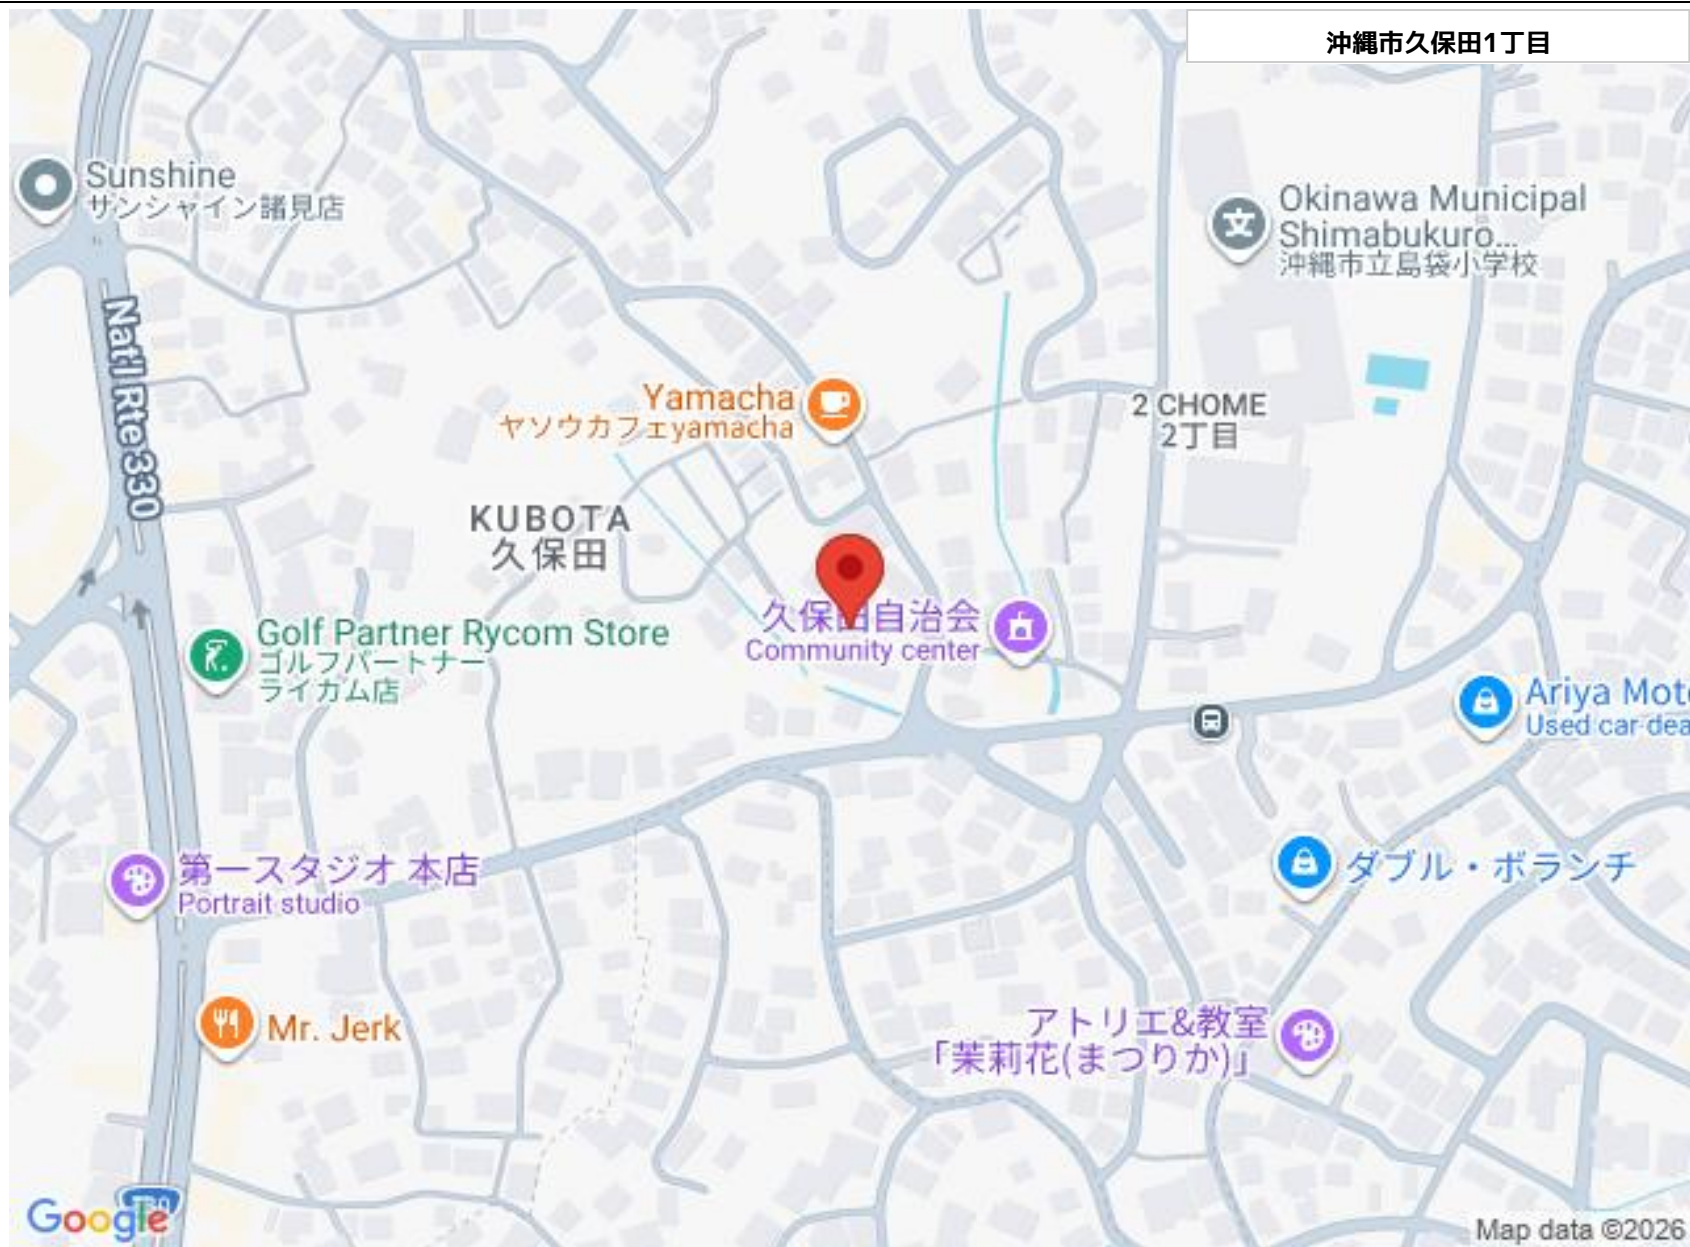 沖縄市久保田1丁目
Sunshine
サンシャイン諸見店
Okinawa Municipal
Shimabukuro...
沖縄市立島袋小学校
Nat'l Rte 330
Yamacha
ヤソウカフェyamacha
2 CHOME
2丁目
KUBOTA
久保田
久保田自治会
Community center
Golf Partner Rycom Store
ゴルフパートナー
ライカム店
Ariya Moto
Used car dea
第一スタジオ 本店
Portrait studio
ダブル・ボランチ
Mr. Jerk
アトリエ&教室
「茉莉花(まつりか)」
Google
Map data ©2026